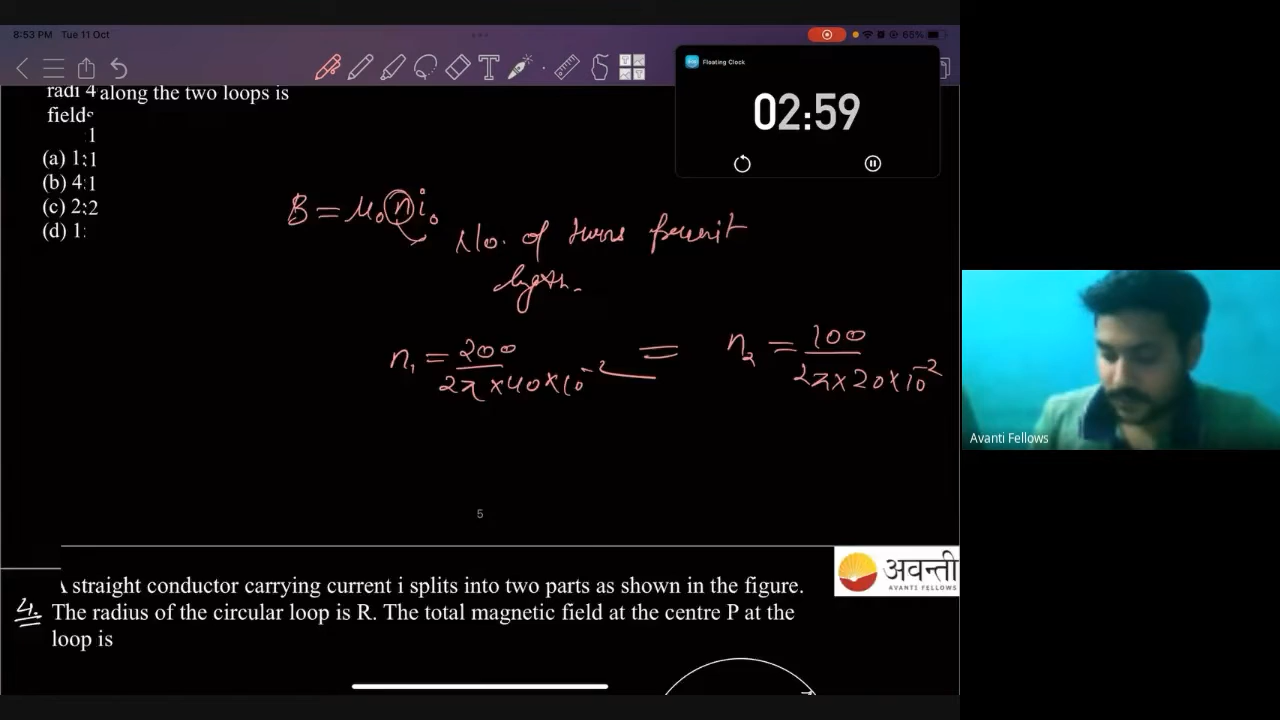 8:53 PM Tue 11 Oct
65%
Floating Clock
02:59
radi 4 along the two loops is
fields
1
(a) 1:1
(b) 4:1
(c) 2:2
(d) 1:
B = μ₀ n i₀
No. of turns
n₁ = 200 / 2π × 40 × 10⁻² = n₂ = 100 / 2π × 20 × 10⁻²
Avanti Fellows
5
अवन्ती
AVANTI FELLOWS
4.
A straight conductor carrying current i splits into two parts as shown in the figure.
The radius of the circular loop is R. The total magnetic field at the centre P at the
loop is